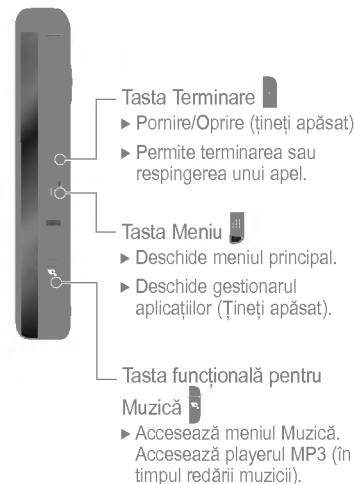 Tasta Terminare
► Pornire/Oprire (țineți apăsat)
► Permite terminarea sau
respingerea unui apel.
Tasta Meniu
► Deschide meniul principal.
► Deschide gestionarul
aplicațiilor (Țineți apăsat).
Tasta funcțională pentru
Muzică
► Accesează meniul Muzică.
Accesează playerul MP3 (în
timpul redării muzicii).